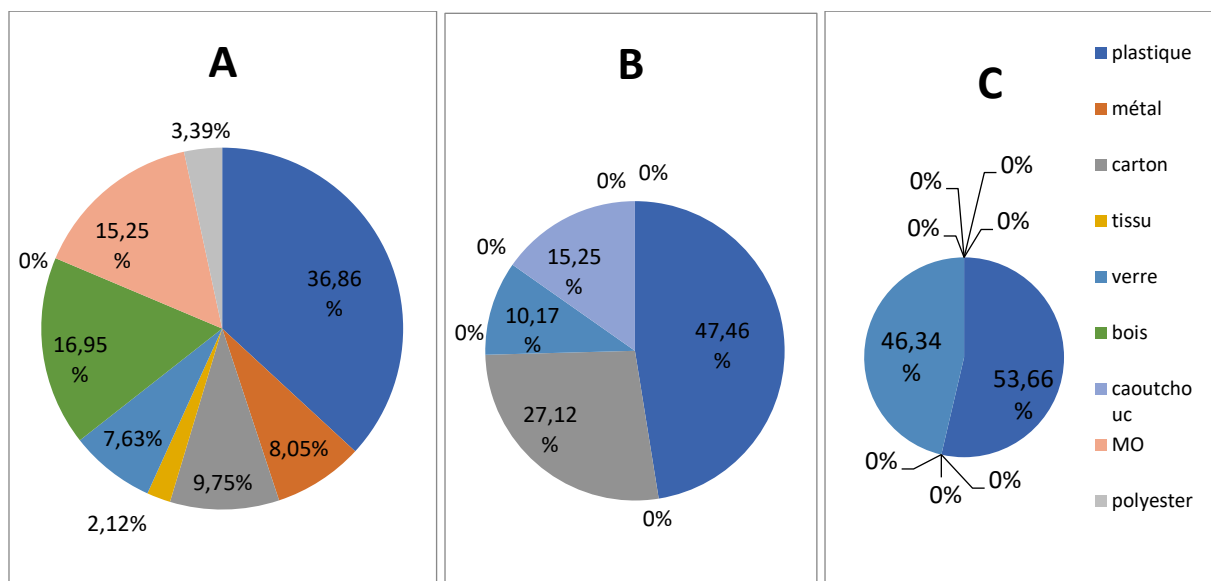 A
3,39%
15,25
%
0%
36,86
%
16,95
%
7,63%
8,05%
9,75%
2,12%
B
0%
0%
0%
15,25
%
10,17
%
0%
47,46
%
27,12
%
0%
C
0%
0%
0%
0%
46,34
%
53,66
%
0%
0%
0%
plastique
métal
carton
tissu
verre
bois
caoutcho
uc
MO
polyester